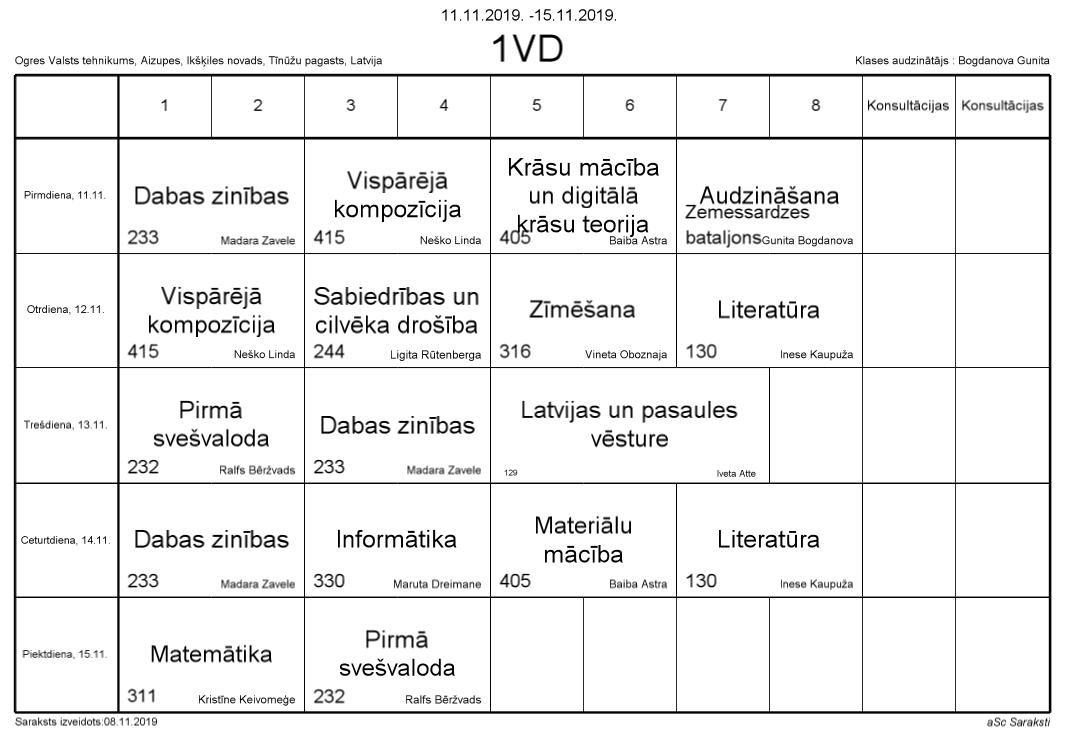 11.11.2019. -15.11.2019.
1VD
Ogres Valsts tehnikums, Aizupes, Ikšķiles novads, Tīnūžu pagasts, Latvija
Klases audzinātājs : Bogdanova Gunita
1 2 3 4 5 6 7 8 Konsultācijas Konsultācijas
Pirmdiena, 11.11.
Dabas zinības
233 Madara Zavele
Vispārējā
kompozīcija
415 Neško Linda
Krāsu mācība
un digitālā
krāsu teorija
405 Baiba Astra
Audzināšana
Zemessardzes
bataljons Gunita Bogdanova
Otrdiena, 12.11.
Vispārējā
kompozīcija
415 Neško Linda
Sabiedrības un
cilvēka drošība
244 Ligita Rūtenberga
Zīmēšana
316 Vineta Oboznaja
Literatūra
130 Inese Kaupuža
Trešdiena, 13.11.
Pirmā
svešvaloda
232 Ralfs Bēržvads
Dabas zinības
233 Madara Zavele
Latvijas un pasaules
vēsture
129 Iveta Atte
Ceturtdiena, 14.11.
Dabas zinības
233 Madara Zavele
Informātika
330 Maruta Dreimane
Materiālu
mācība
405 Baiba Astra
Literatūra
130 Inese Kaupuža
Piektdiena, 15.11.
Matemātika
311 Kristīne Keivomeģe
Pirmā
svešvaloda
232 Ralfs Bēržvads
Saraksts izveidots:08.11.2019
aSc Saraksti